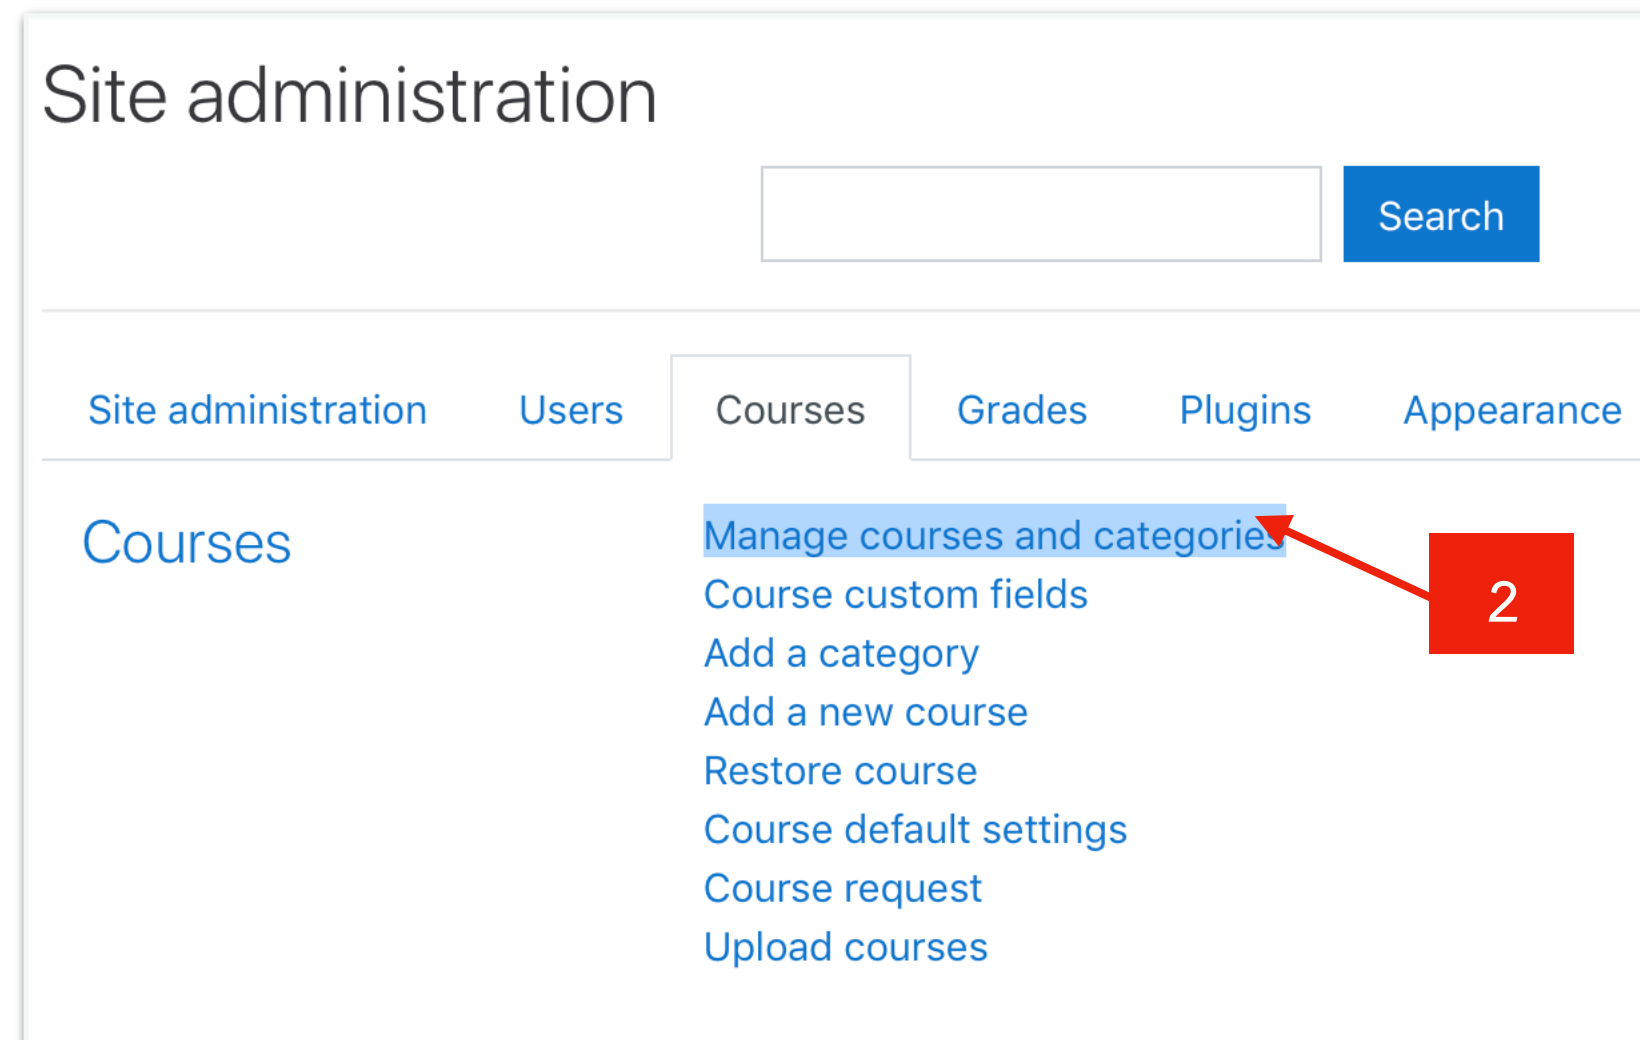 Site administration
Search
Site administration Users Courses Grades Plugins Appearance
Courses
Manage courses and categories
2
Course custom fields
Add a category
Add a new course
Restore course
Course default settings
Course request
Upload courses